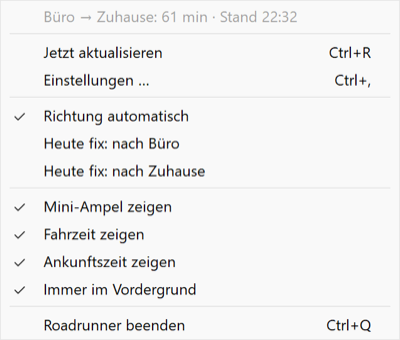 Büro → Zuhause: 61 min · Stand 22:32
Jetzt aktualisieren Ctrl+R
Einstellungen ... Ctrl+,
Richtung automatisch
Heute fix: nach Büro
Heute fix: nach Zuhause
Mini-Ampel zeigen
Fahrzeit zeigen
Ankunftszeit zeigen
Immer im Vordergrund
Roadrunner beenden Ctrl+Q